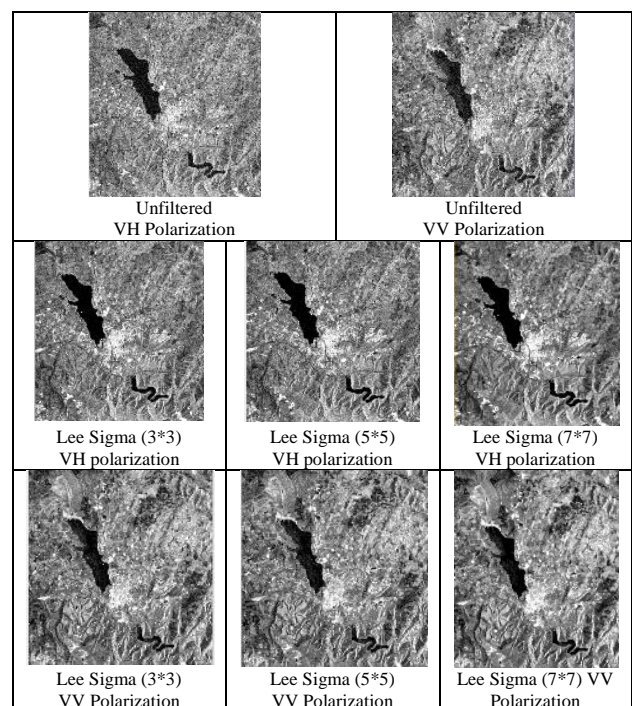 Unfiltered
VH Polarization
Unfiltered
VV Polarization
Lee Sigma (3*3)
VH polarization
Lee Sigma (5*5)
VH polarization
Lee Sigma (7*7)
VH polarization
Lee Sigma (3*3)
VV Polarization
Lee Sigma (5*5)
VV Polarization
Lee Sigma (7*7) VV
Polarization